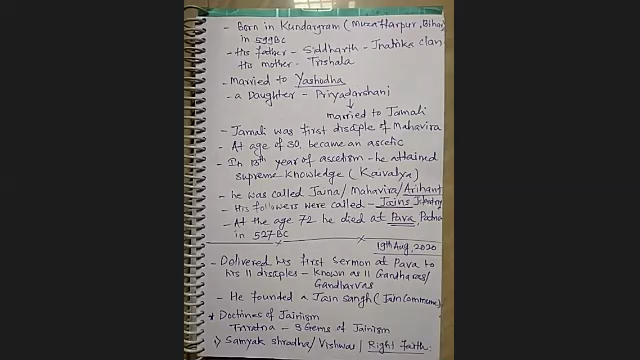 - Born in Kundargram (Muzaffarpur, Bihar)
in 599BC
- His father - Siddharth - Jnatrika clan
His mother - Trishala
- Married to Yashodha
- a Daughter - Priyadarshani
↓
married to Jamali
- Jamali was first disciple of Mahavira
- At age of 30, became an ascetic
- In 13th year of ascetism - he attained
supreme knowledge (Kaivalya)
- he was called Jaina/ Mahavira/Arihant
- His followers were called - Jains
- At the age 72 he died at Pava, Patna
in 527BC
19th Aug, 2020
- Delivered his first sermon at Pava to
his 11 disciples - known as 11 Gandharas/
Gandharvas
- He founded a Jain sangh (Jain Commune)
* Doctines of Jainism
Triratna - 3 Gems of Jainism
1) Samyak shradha/ Vishwas / Right Faith